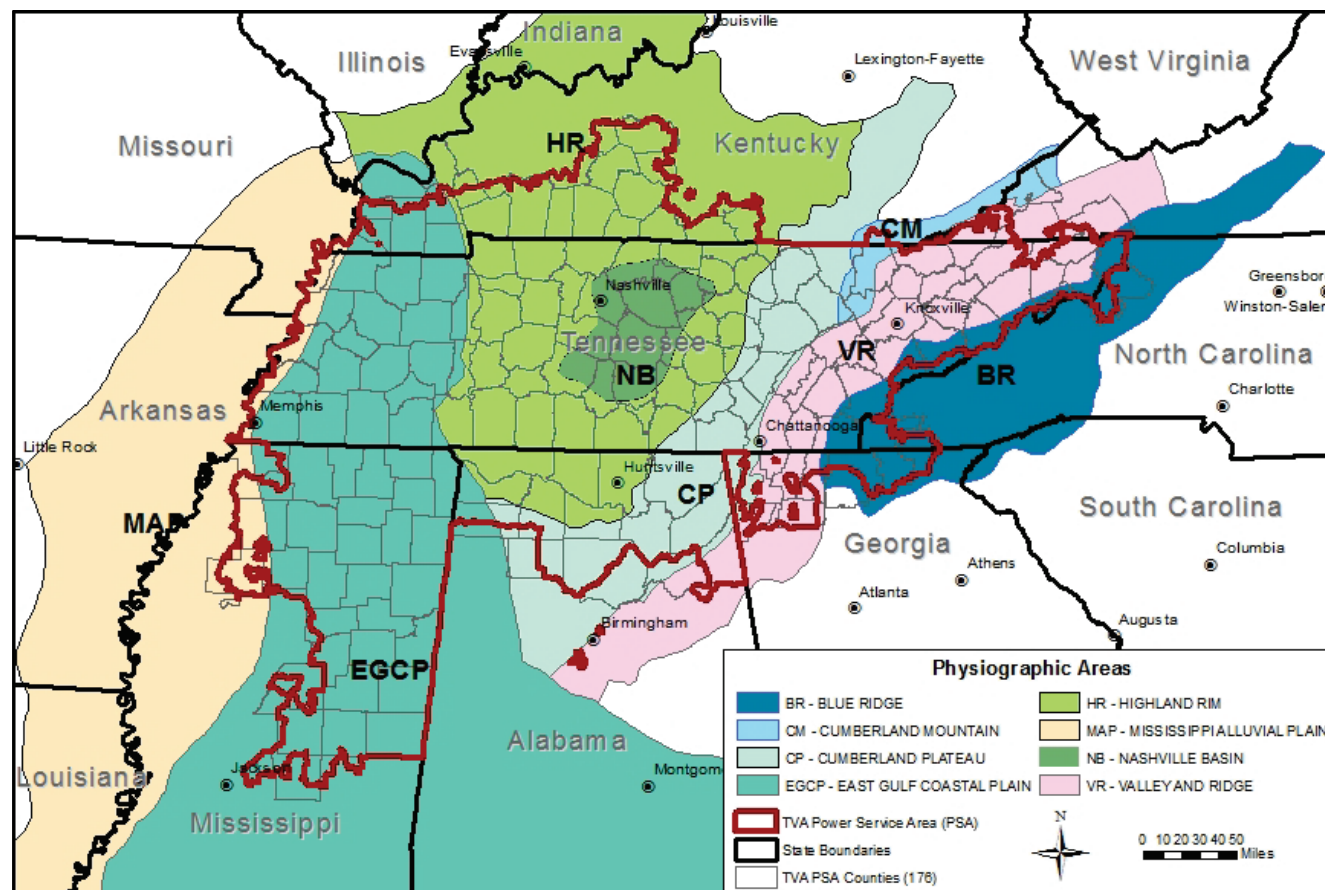 Indiana
Louisville
Evansville
Illinois
Lexington-Fayette
West Virginia
Missouri
HR
Kentucky
CM
Nashville
Greensboro
Winston-Salem
Knoxville
Tennessee
VR
North Carolina
NB
BR
Charlotte
Arkansas
Memphis
Chattanooga
Little Rock
Huntsville
CP
South Carolina
MAP
Georgia
Columbia
Athens
Atlanta
Birmingham
Augusta
EGCP
Alabama
Louisiana
Jackson
Montgom
Mississippi
Physiographic Areas
BR - BLUE RIDGE
CM - CUMBERLAND MOUNTAIN
CP - CUMBERLAND PLATEAU
EGCP - EAST GULF COASTAL PLAIN
HR - HIGHLAND RIM
MAP - MISSISSIPPI ALLUVIAL PLAIN
NB - NASHVILLE BASIN
VR - VALLEY AND RIDGE
TVA Power Service Area (PSA)
State Boundaries
TVA PSA Counties (176)
N
0 10 20 30 40 50
Miles